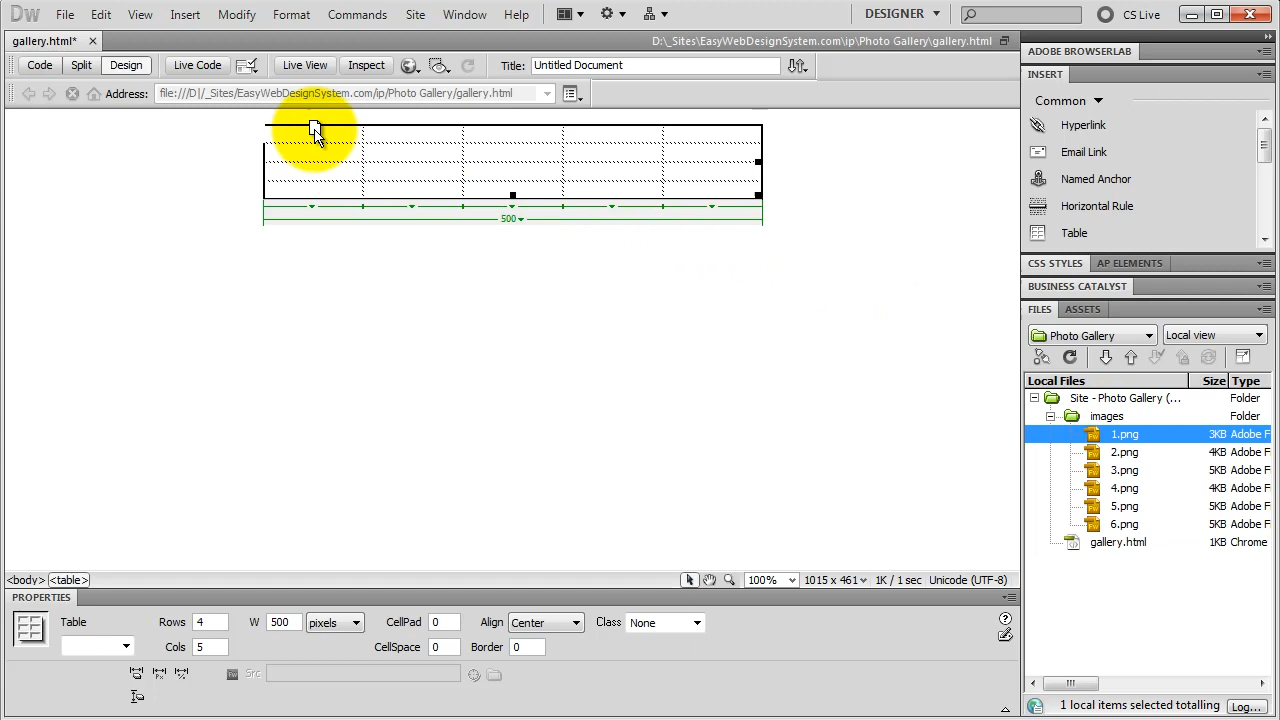 Dw File Edit View Insert Modify Format Commands Site Window Help DESIGNER CS Live
gallery.html* D:\_Sites\EasyWebDesignSystem.com\ip\Photo Gallery\gallery.html
Code Split Design Live Code Live View Inspect Title: Untitled Document
Address: file:///D|/_Sites/EasyWebDesignSystem.com/ip/Photo Gallery/gallery.html
500
ADOBE BROWSERLAB
INSERT
Common
Hyperlink
Email Link
Named Anchor
Horizontal Rule
Table
CSS STYLES AP ELEMENTS
BUSINESS CATALYST
FILES ASSETS
Photo Gallery Local view
Local Files Size Type
Site - Photo Gallery (... Folder
images Folder
1.png 3KB Adobe F
2.png 4KB Adobe F
3.png 5KB Adobe F
4.png 4KB Adobe F
5.png 5KB Adobe F
6.png 5KB Adobe F
gallery.html 1KB Chrome
1 local items selected totalling Log...
<body> <table> 100% 1015 x 461 1K / 1 sec Unicode (UTF-8)
PROPERTIES
Table Rows 4 W 500 pixels CellPad 0 Align Center Class None
Cols 5 CellSpace 0 Border 0
Fw Src